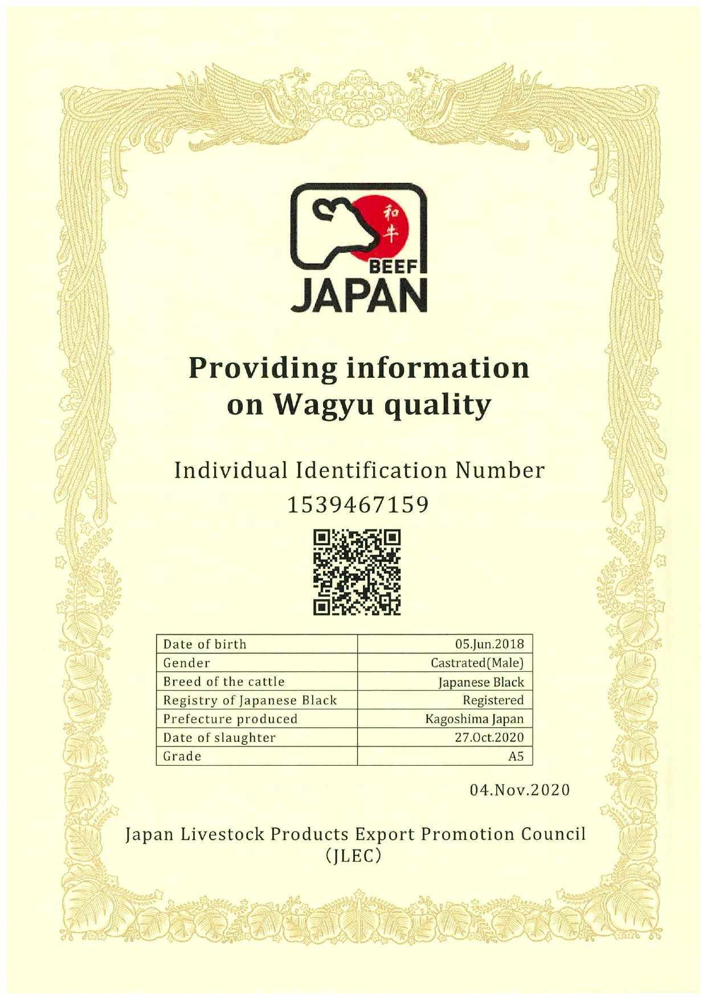 和
牛
BEEF
JAPAN
Providing information
on Wagyu quality
Individual Identification Number
1539467159
Date of birth 05.Jun.2018
Gender Castrated(Male)
Breed of the cattle Japanese Black
Registry of Japanese Black Registered
Prefecture produced Kagoshima Japan
Date of slaughter 27.Oct.2020
Grade A5
04.Nov.2020
Japan Livestock Products Export Promotion Council
（JLEC）